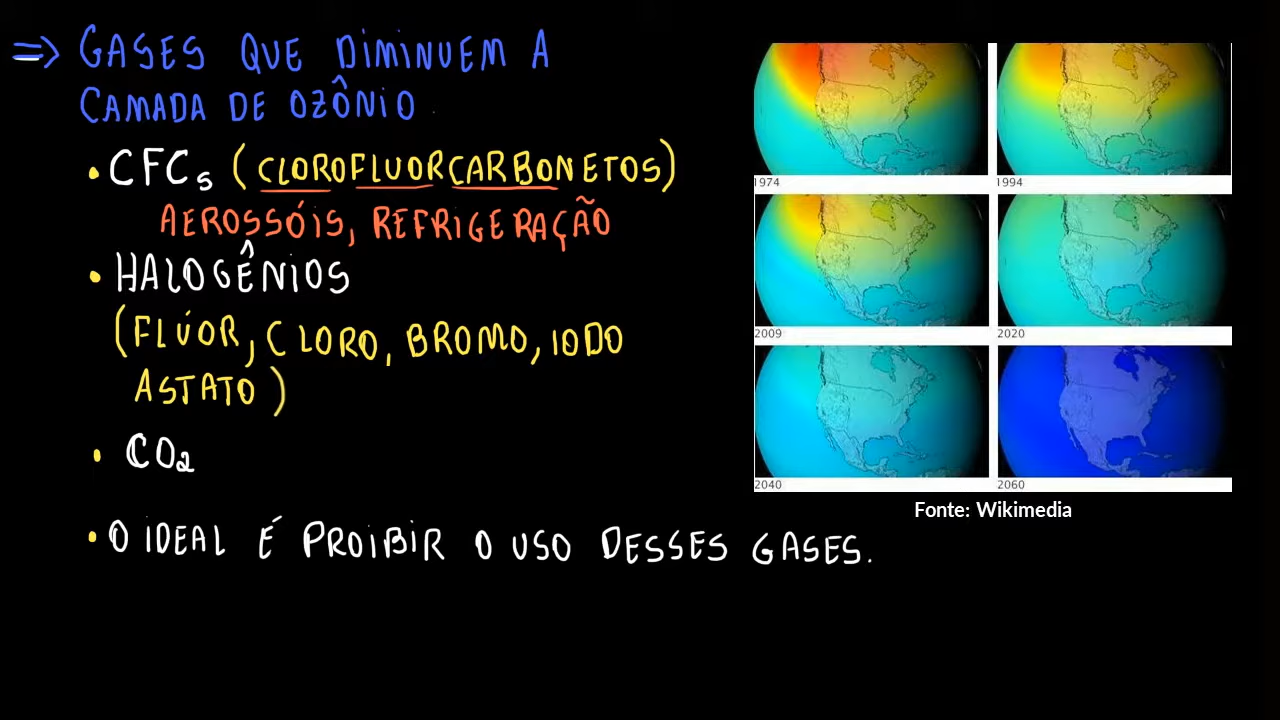 ⇒ GASES QUE DIMINUEM A
CAMADA DE OZÔNIO
• CFCs (CLOROFLUORCARBONETOS)
AEROSSÓIS, REFRIGERAÇÃO
• HALOGÊNIOS
(FLÚOR, CLORO, BROMO, IODO
ASTATO)
• CO2
• O IDEAL É PROIBIR O USO DESSES GASES.
1974
1994
2009
2020
2040
2060
Fonte: Wikimedia